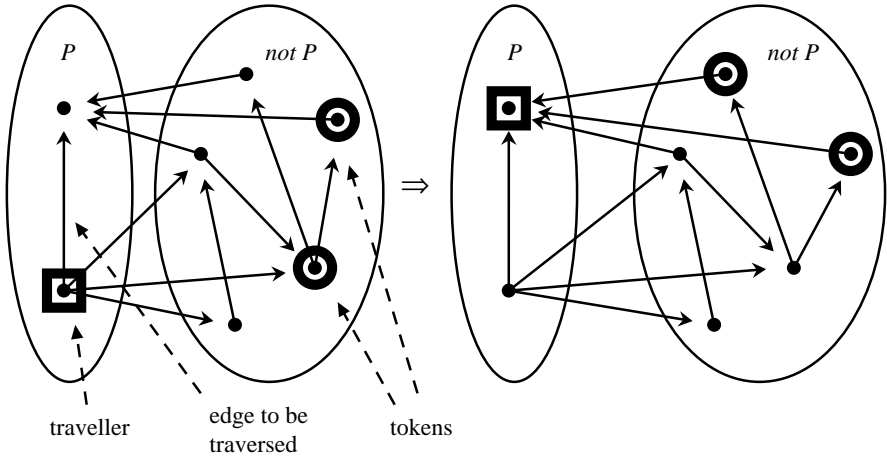 P
not P
P
not P
⇒
traveller
edge to be
traversed
tokens